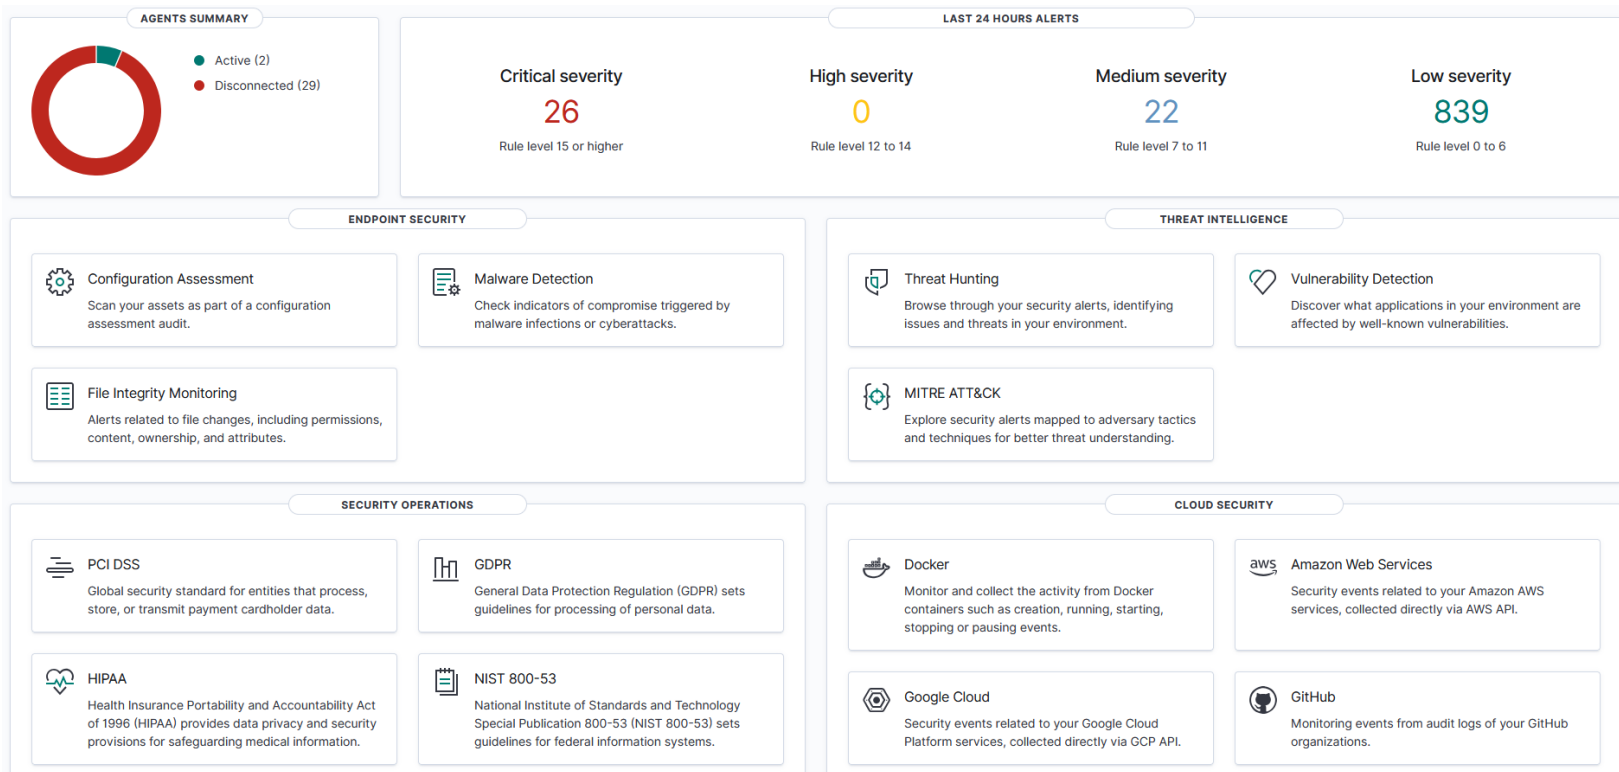 AGENTS SUMMARY
Active (2)
Disconnected (29)
LAST 24 HOURS ALERTS
Critical severity
26
Rule level 15 or higher
High severity
0
Rule level 12 to 14
Medium severity
22
Rule level 7 to 11
Low severity
839
Rule level 0 to 6
ENDPOINT SECURITY
Configuration Assessment
Scan your assets as part of a configuration
assessment audit.
Malware Detection
Check indicators of compromise triggered by
malware infections or cyberattacks.
File Integrity Monitoring
Alerts related to file changes, including permissions,
content, ownership, and attributes.
THREAT INTELLIGENCE
Threat Hunting
Browse through your security alerts, identifying
issues and threats in your environment.
Vulnerability Detection
Discover what applications in your environment are
affected by well-known vulnerabilities.
MITRE ATT&CK
Explore security alerts mapped to adversary tactics
and techniques for better threat understanding.
SECURITY OPERATIONS
PCI DSS
Global security standard for entities that process,
store, or transmit payment cardholder data.
GDPR
General Data Protection Regulation (GDPR) sets
guidelines for processing of personal data.
HIPAA
Health Insurance Portability and Accountability Act
of 1996 (HIPAA) provides data privacy and security
provisions for safeguarding medical information.
NIST 800-53
National Institute of Standards and Technology
Special Publication 800-53 (NIST 800-53) sets
guidelines for federal information systems.
CLOUD SECURITY
Docker
Monitor and collect the activity from Docker
containers such as creation, running, starting,
stopping or pausing events.
aws
Amazon Web Services
Security events related to your Amazon AWS
services, collected directly via AWS API.
Google Cloud
Security events related to your Google Cloud
Platform services, collected directly via GCP API.
GitHub
Monitoring events from audit logs of your GitHub
organizations.